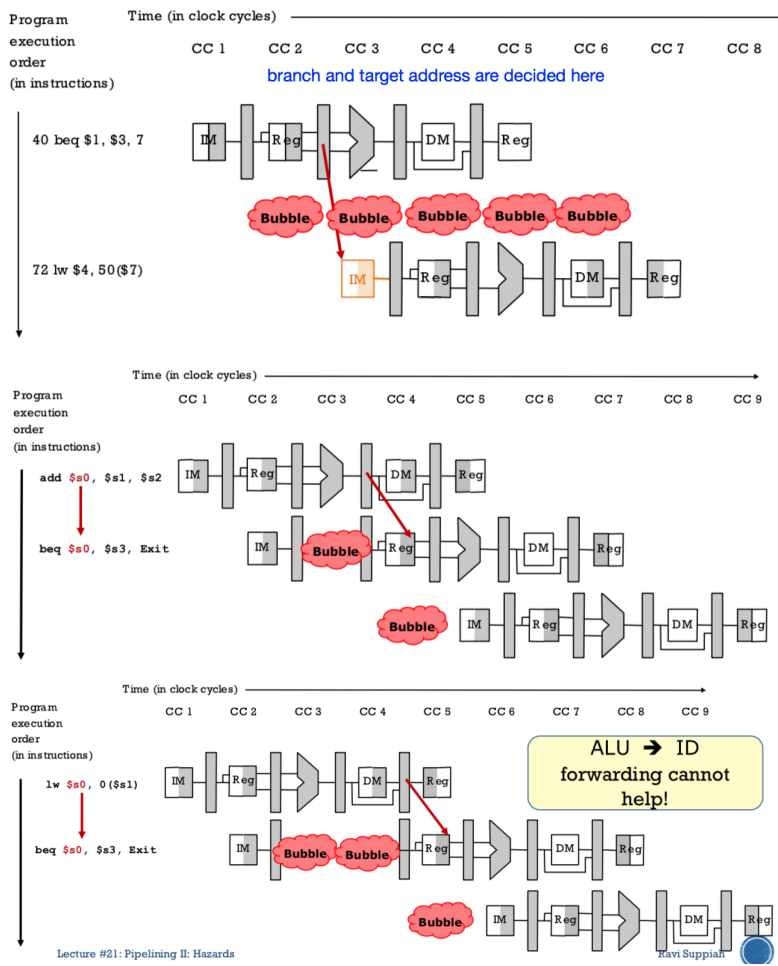 Program
execution
order
(in instructions)
Time (in clock cycles)
CC 1 CC 2 CC 3 CC 4 CC 5 CC 6 CC 7 CC 8
branch and target address are decided here
40 beq $1, $3, 7
IM Reg DM Reg
Bubble Bubble Bubble Bubble Bubble
72 lw $4, 50($7)
IM Reg DM Reg
Time (in clock cycles)
Program
execution
order
(in instructions)
CC 1 CC 2 CC 3 CC 4 CC 5 CC 6 CC 7 CC 8 CC 9
add $s0, $s1, $s2
IM Reg DM Reg
beq $s0, $s3, Exit
IM Bubble Reg DM Reg
Bubble IM Reg DM Reg
Time (in clock cycles)
Program
execution
order
(in instructions)
CC 1 CC 2 CC 3 CC 4 CC 5 CC 6 CC 7 CC 8 CC 9
ALU ➔ ID
forwarding cannot
help!
lw $s0, 0($s1)
IM Reg DM Reg
beq $s0, $s3, Exit
IM Bubble Bubble Reg DM Reg
Bubble IM Reg DM Reg
Lecture #21: Pipelining II: Hazards
Ravi Suppiah